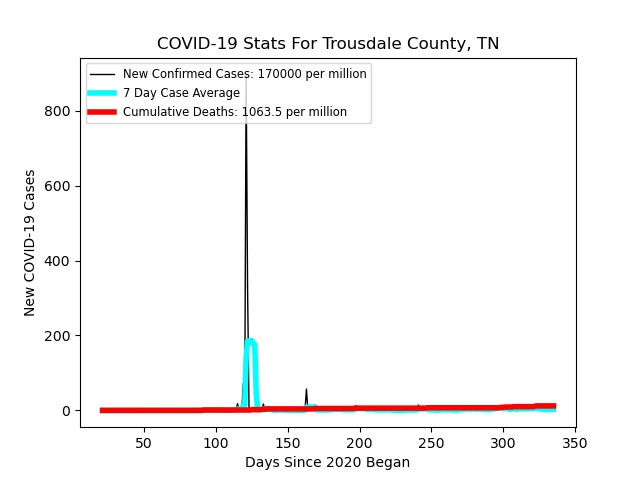 COVID-19 Stats For Trousdale County, TN
New Confirmed Cases: 170000 per million
7 Day Case Average
Cumulative Deaths: 1063.5 per million
New COVID-19 Cases
800
600
400
200
0
50 100 150 200 250 300 350
Days Since 2020 Began